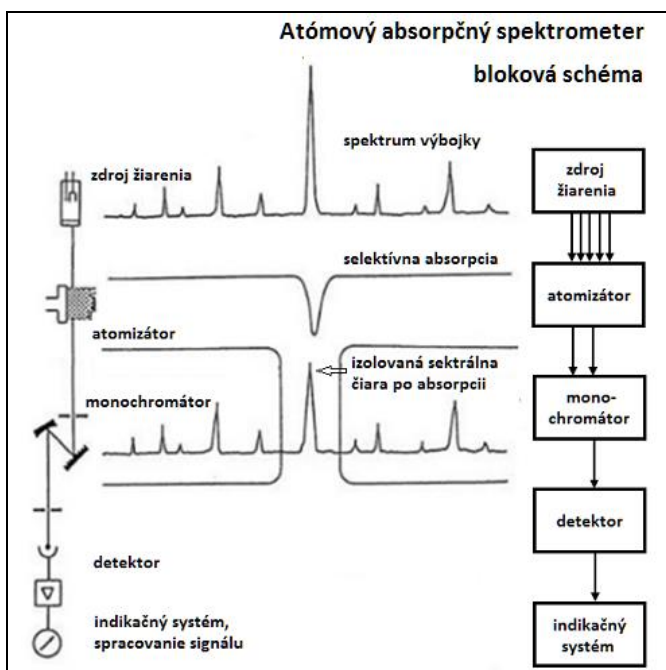 Atómový absorpčný spektrometer
bloková schéma
spektrum výbojky
zdroj žiarenia
selektívna absorpcia
atomizátor
izolovaná sektrálna
čiara po absorpcii
monochromátor
detektor
indikačný systém,
spracovanie signálu
zdroj
žiarenia
atomizátor
mono-
chromátor
detektor
indikačný
systém